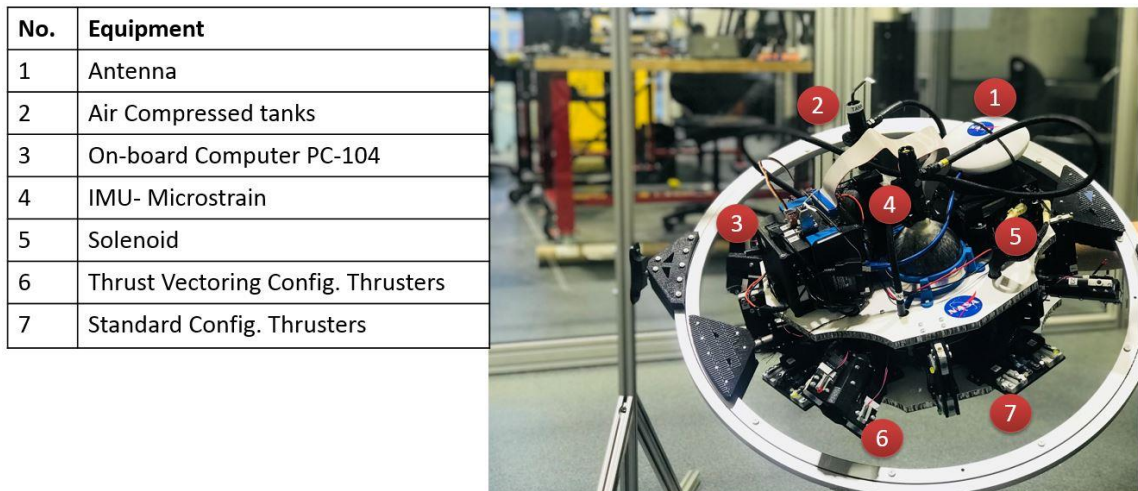 No. Equipment
1 Antenna
2 Air Compressed tanks
3 On-board Computer PC-104
4 IMU- Microstrain
5 Solenoid
6 Thrust Vectoring Config. Thrusters
7 Standard Config. Thrusters
2
1
NASA
4
3
5
NASA
7
6